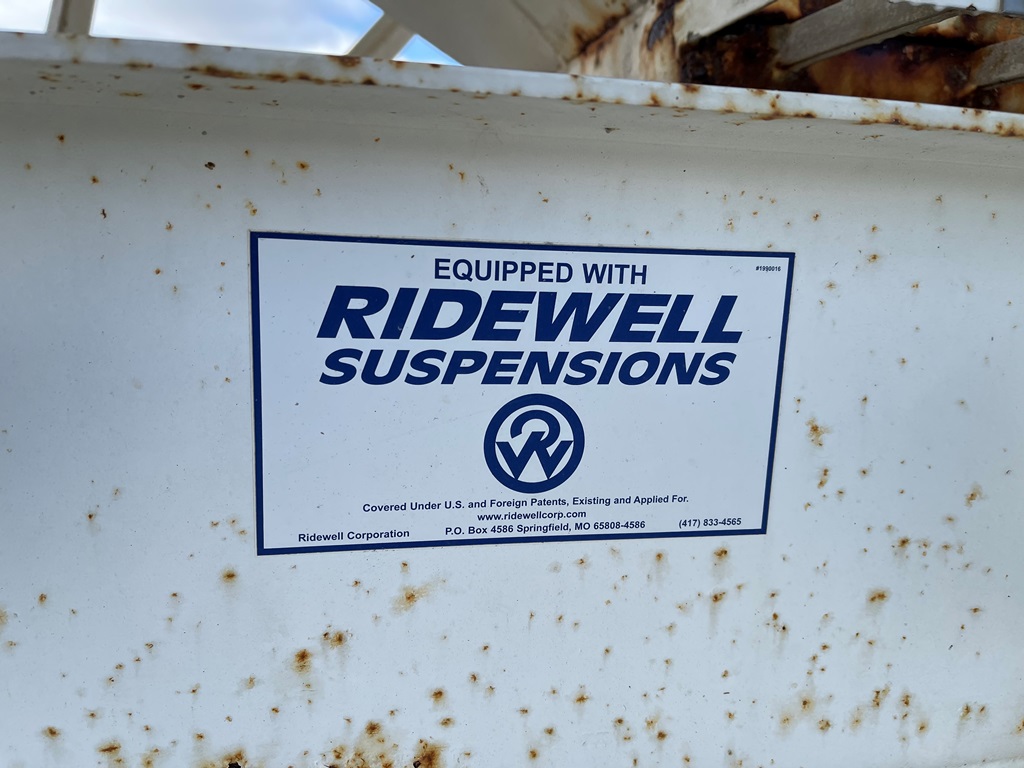 EQUIPPED WITH
#1990016
RIDEWELL
SUSPENSIONS
RW
Covered Under U.S. and Foreign Patents, Existing and Applied For.
www.ridewellcorp.com
Ridewell Corporation P.O. Box 4586 Springfield, MO 65808-4586 (417) 833-4565